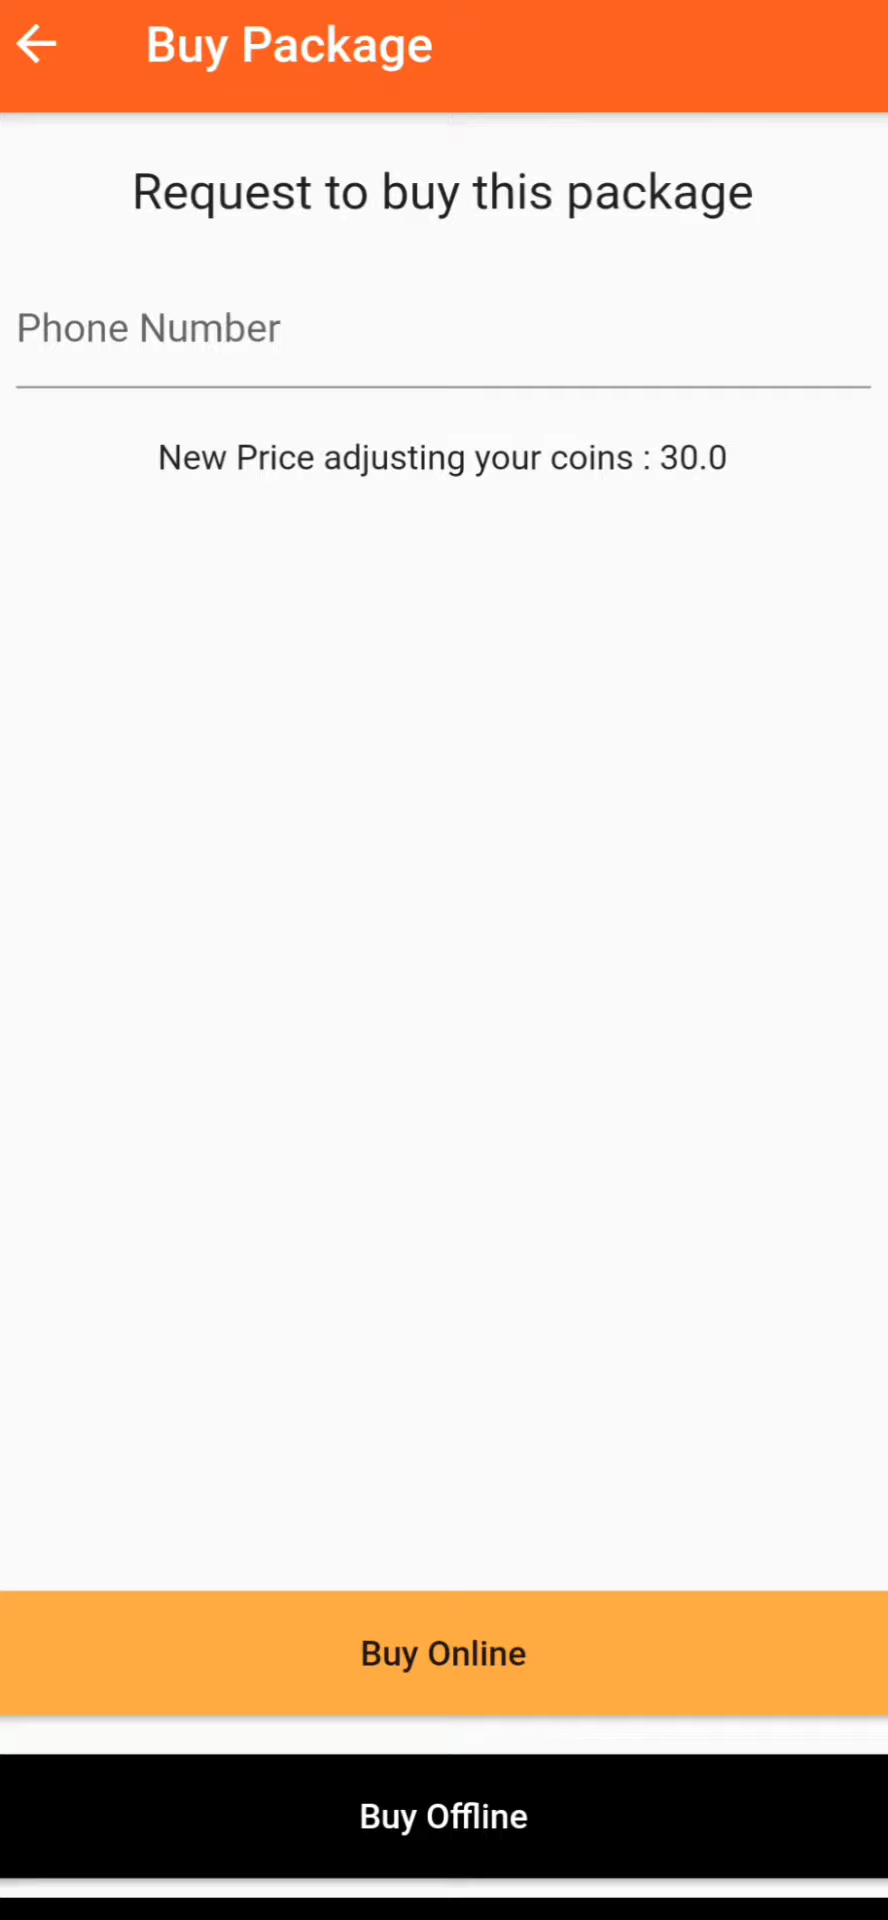 Buy Package
Request to buy this package
Phone Number
New Price adjusting your coins : 30.0
Buy Online
Buy Offline